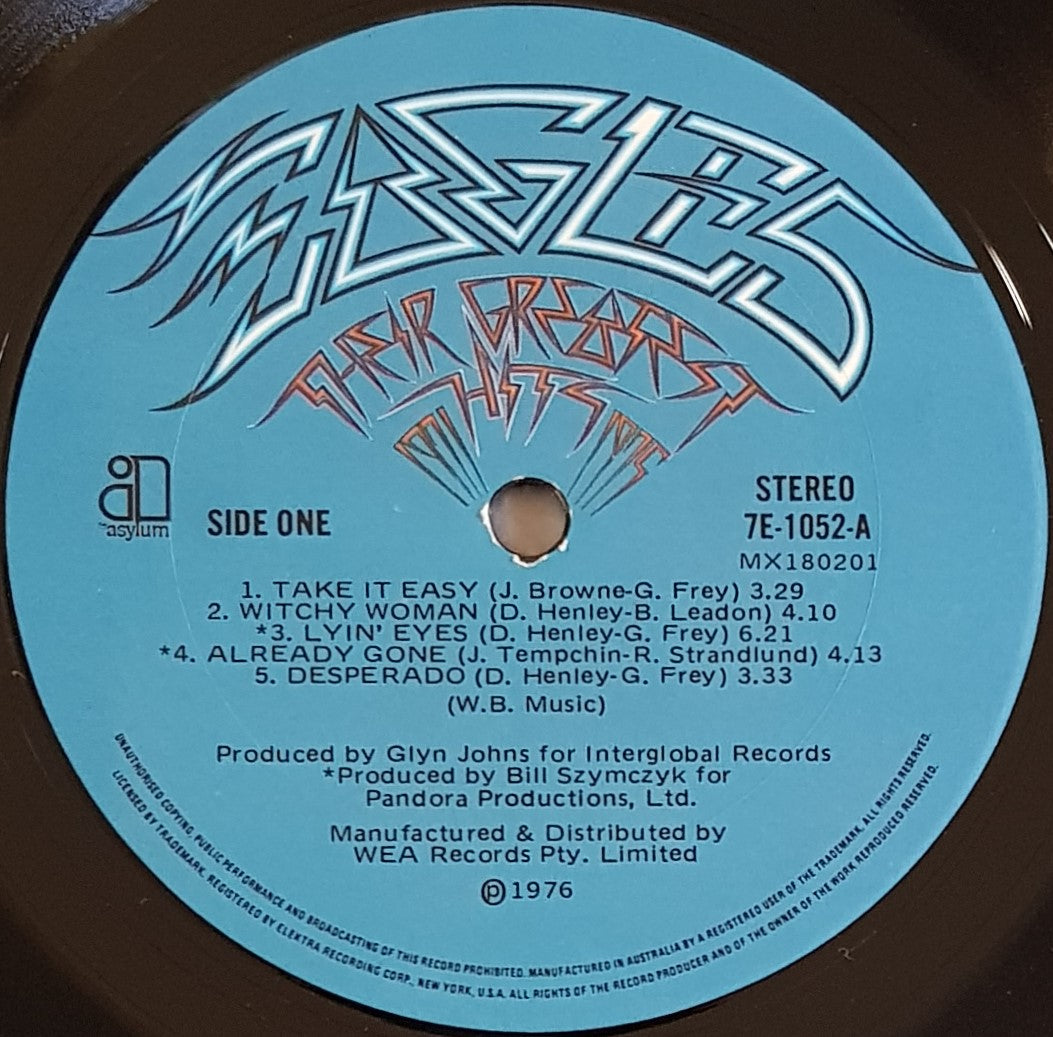 EAGLES
THEIR GREATEST
HITS
1971 1975
asylum
SIDE ONE
STEREO
7E-1052-A
MX180201
1. TAKE IT EASY (J. Browne-G. Frey) 3.29
2. WITCHY WOMAN (D. Henley-B. Leadon) 4.10
*3. LYIN' EYES (D. Henley-G. Frey) 6.21
*4. ALREADY GONE (J. Tempchin-R. Strandlund) 4.13
5. DESPERADO (D. Henley-G. Frey) 3.33
(W.B. Music)
Produced by Glyn Johns for Interglobal Records
*Produced by Bill Szymczyk for
Pandora Productions, Ltd.
Manufactured & Distributed by
WEA Records Pty. Limited
℗1976
UNAUTHORISED COPYING, PUBLIC PERFORMANCE AND BROADCASTING OF THIS RECORD PROHIBITED. MANUFACTURED IN AUSTRALIA BY A REGISTERED USER OF THE TRADEMARK. ALL RIGHTS RESERVED.
LICENSED BY TRADEMARK. REGISTERED BY ELEKTRA RECORDING CORP., NEW YORK, U.S.A. ALL RIGHTS OF THE RECORD PRODUCER AND OF THE OWNER OF THE WORK REPRODUCED RESERVED.